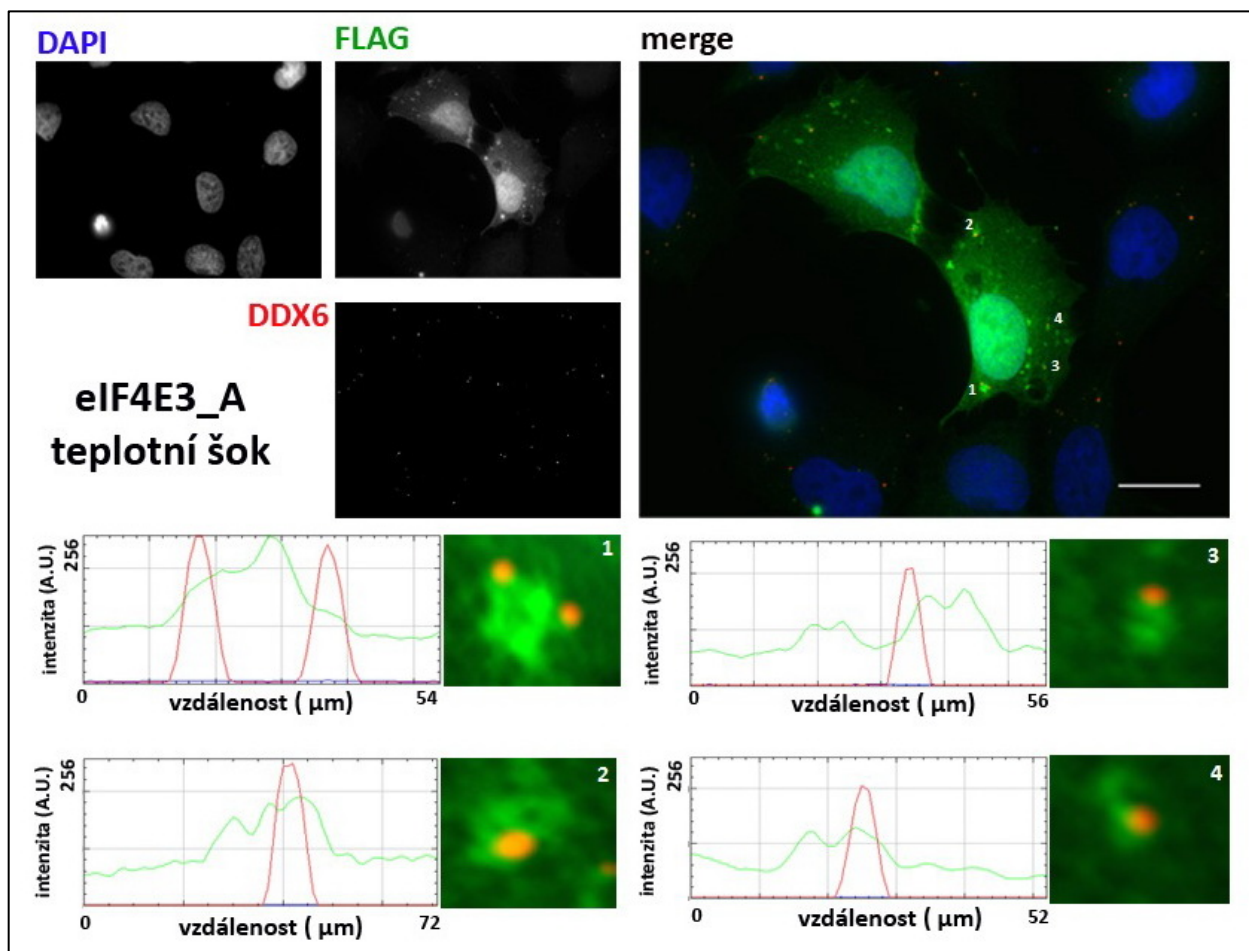 DAPI
FLAG
merge
DDX6
eIF4E3_A
teplotní šok
2
4
3
1
256
intenzita (A.U.)
0
vzdálenost ( µm)
54
1
256
intenzita (A.U.)
0
vzdálenost ( µm)
56
3
256
intenzita (A.U.)
0
vzdálenost ( µm)
72
2
256
intenzita (A.U.)
0
vzdálenost ( µm)
52
4